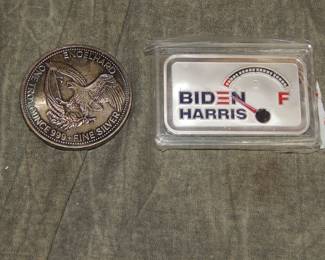 ENGELHARD
ONE TROY OUNCE 999+ FINE SILVER
BIDEN
HARRIS
F